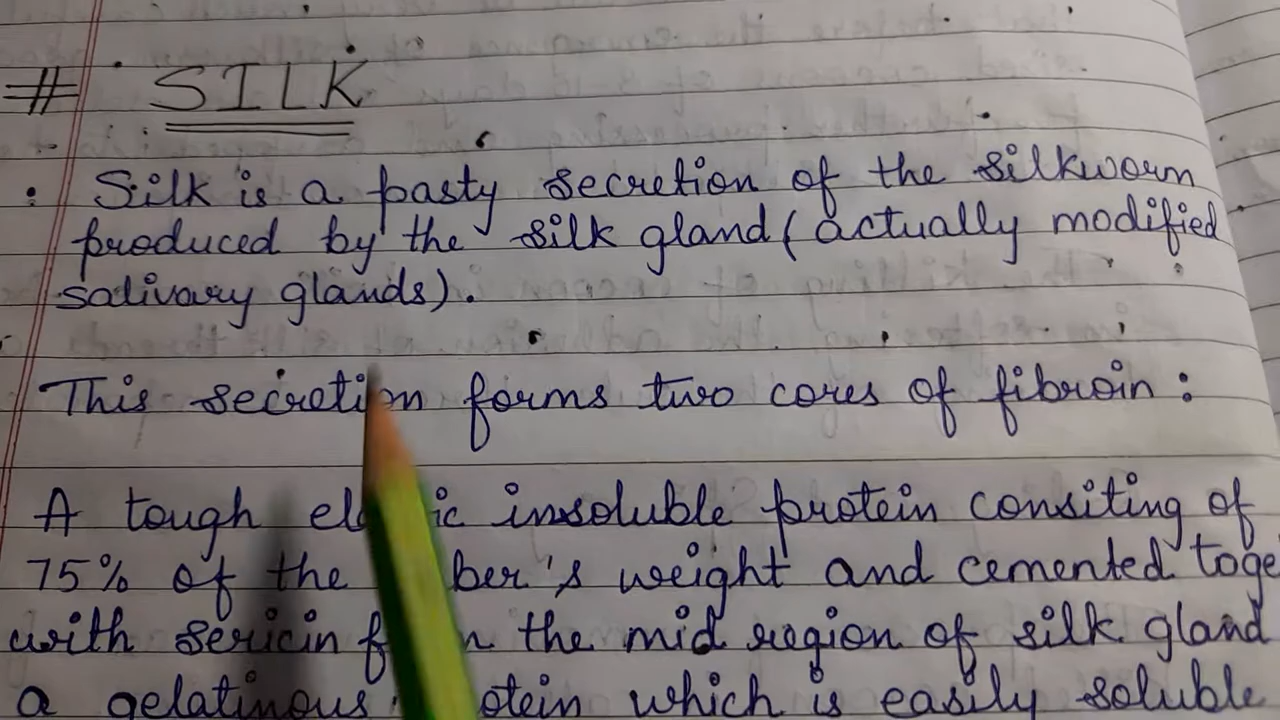 # SILK
: Silk is a pasty secretion of the silkworm
produced by the silk gland (actually modified
salivary glands).
This secretion forms two cores of fibroin :
A tough insoluble protein consiting of
75% of the weight and cemented toge
with sericin the mid region of silk gland
a gelatinous which is easily soluble